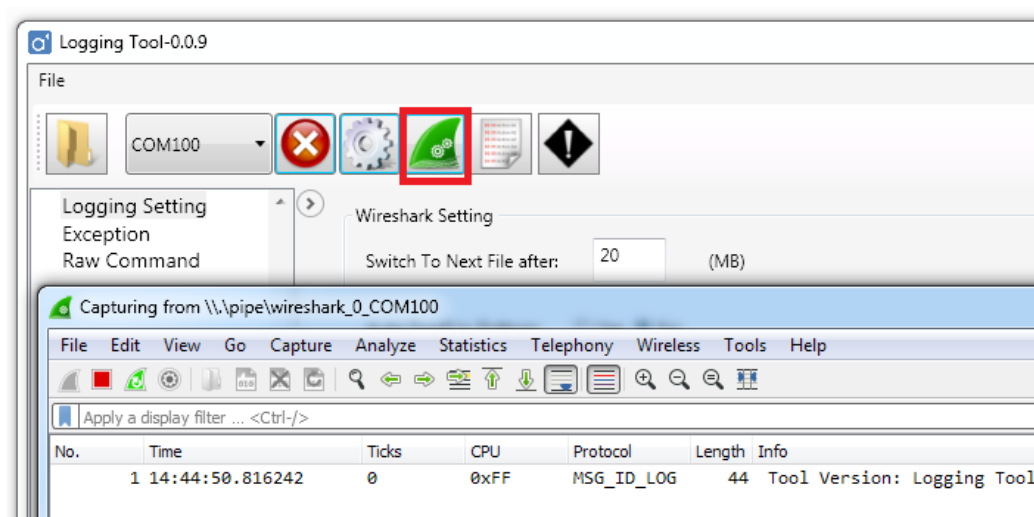 Logging Tool-0.0.9
File
COM100
Logging Setting
Exception
Raw Command
Wireshark Setting
Switch To Next File after: 20 (MB)
Capturing from \\.\pipe\wireshark_0_COM100
File Edit View Go Capture Analyze Statistics Telephony Wireless Tools Help
Apply a display filter ... <Ctrl-/>
No. Time Ticks CPU Protocol Length Info
1 14:44:50.816242 0 0xFF MSG_ID_LOG 44 Tool Version: Logging Tool